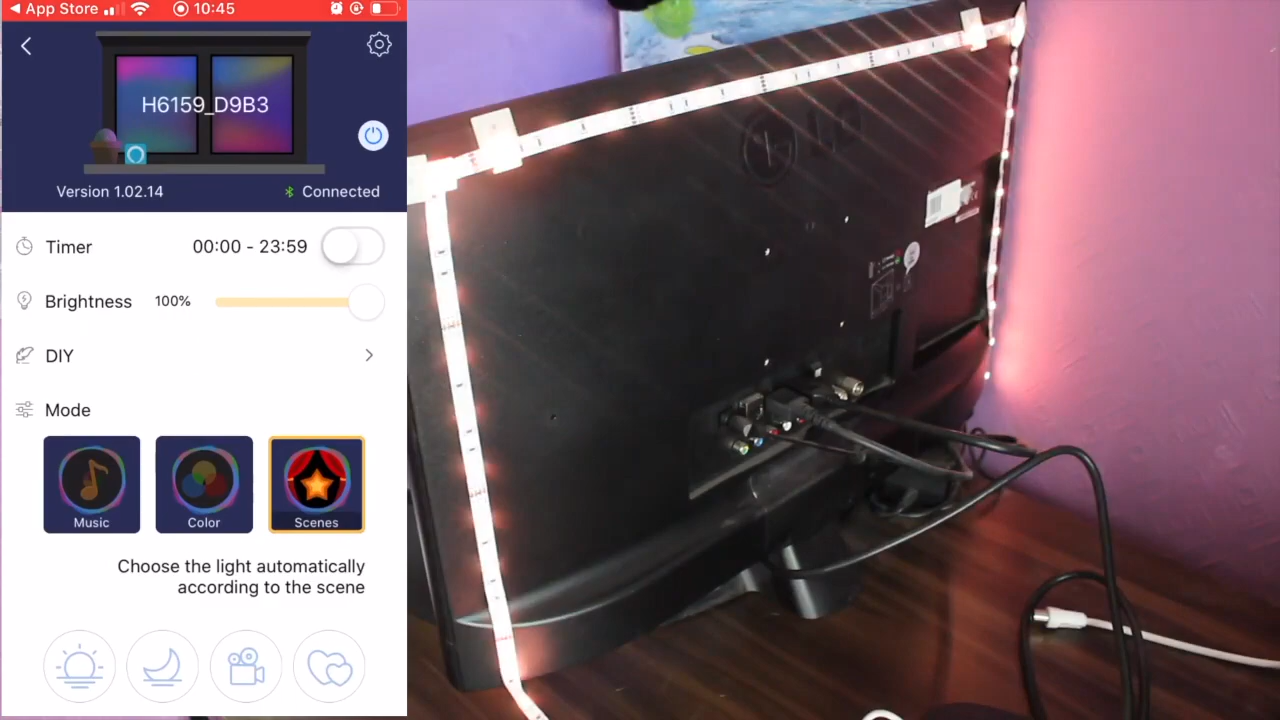 App Store
10:45
H6159_D9B3
Version 1.02.14
Connected
Timer
00:00 - 23:59
Brightness
100%
DIY
Mode
Music
Color
Scenes
Choose the light automatically
according to the scene
LG